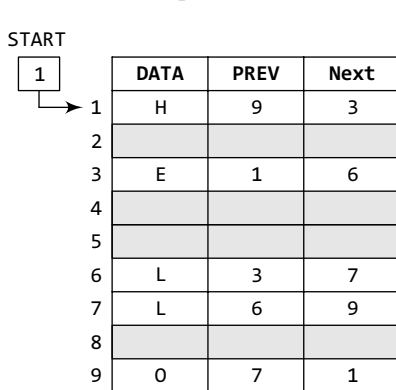 START
1
DATA PREV Next
1 H 9 3
2
3 E 1 6
4
5
6 L 3 7
7 L 6 9
8
9 O 7 1